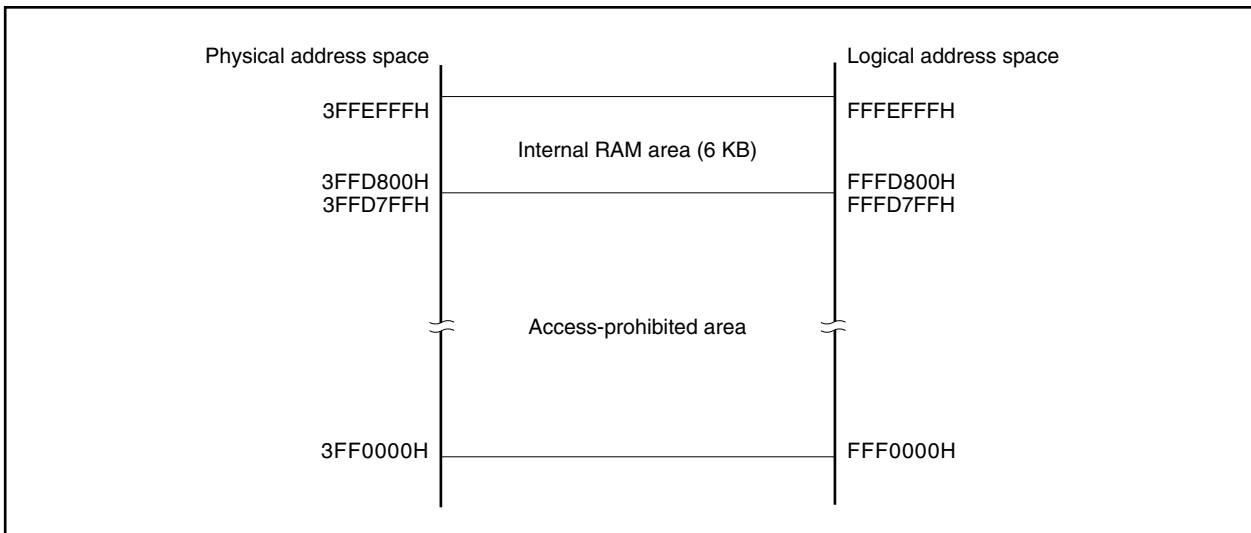 Physical address space
Logical address space
3FFEFFFH
FFFEFFFH
Internal RAM area (6 KB)
3FFD800H
FFFD800H
3FFD7FFH
FFFD7FFH
Access-prohibited area
3FF0000H
FFF0000H